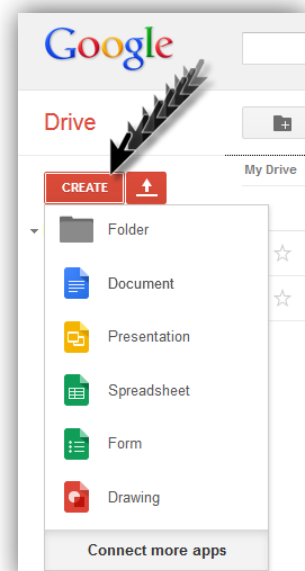 Google
Drive
My Drive
CREATE
Folder
Document
Presentation
Spreadsheet
Form
Drawing
Connect more apps